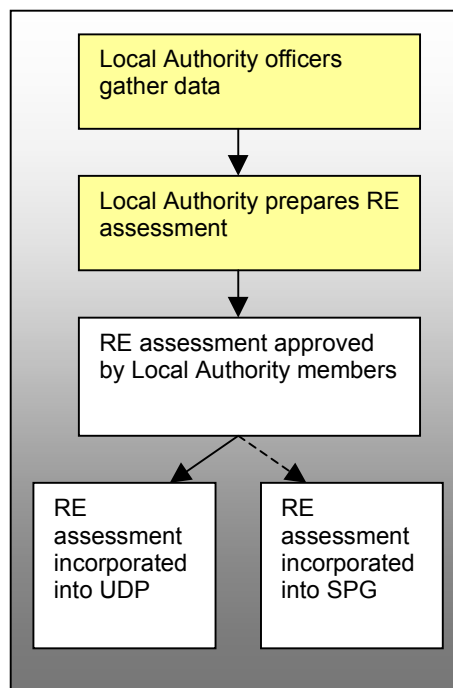 Local Authority officers
gather data
Local Authority prepares RE
assessment
RE assessment approved
by Local Authority members
RE
assessment
incorporated
into UDP
RE
assessment
incorporated
into SPG